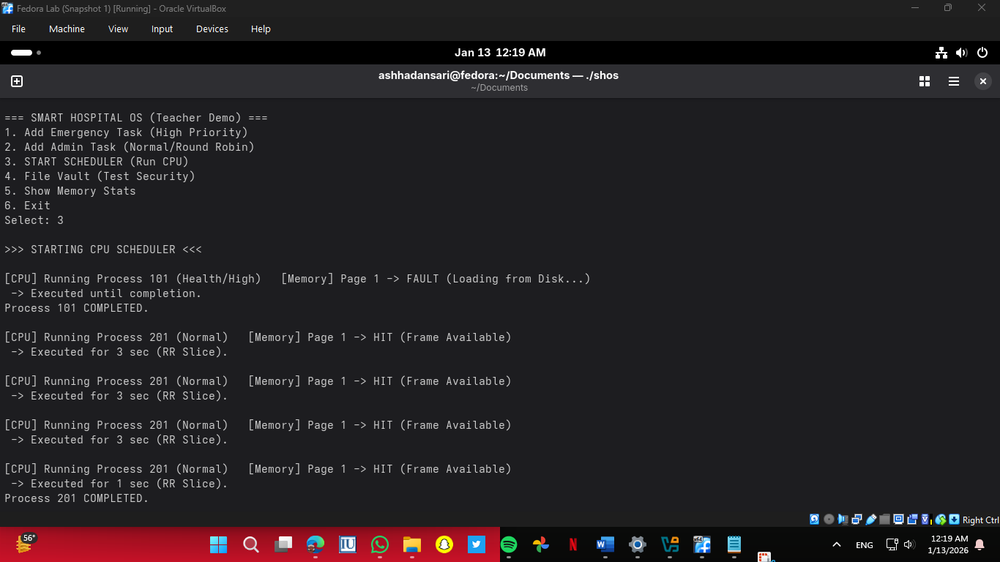 Fedora Lab (Snapshot 1) [Running] - Oracle VirtualBox
File Machine View Input Devices Help
Jan 13 12:19 AM
ashhadansari@fedora:~/Documents — ./shos
~/Documents
=== SMART HOSPITAL OS (Teacher Demo) ===
1. Add Emergency Task (High Priority)
2. Add Admin Task (Normal/Round Robin)
3. START SCHEDULER (Run CPU)
4. File Vault (Test Security)
5. Show Memory Stats
6. Exit
Select: 3
>>> STARTING CPU SCHEDULER <<<
[CPU] Running Process 101 (Health/High)   [Memory] Page 1 -> FAULT (Loading from Disk...)
 -> Executed until completion.
Process 101 COMPLETED.
[CPU] Running Process 201 (Normal)   [Memory] Page 1 -> HIT (Frame Available)
 -> Executed for 3 sec (RR Slice).
[CPU] Running Process 201 (Normal)   [Memory] Page 1 -> HIT (Frame Available)
 -> Executed for 3 sec (RR Slice).
[CPU] Running Process 201 (Normal)   [Memory] Page 1 -> HIT (Frame Available)
 -> Executed for 3 sec (RR Slice).
[CPU] Running Process 201 (Normal)   [Memory] Page 1 -> HIT (Frame Available)
 -> Executed for 1 sec (RR Slice).
Process 201 COMPLETED.
Right Ctrl
56°
IU
N
W
x64
ENG
12:19 AM
1/13/2026